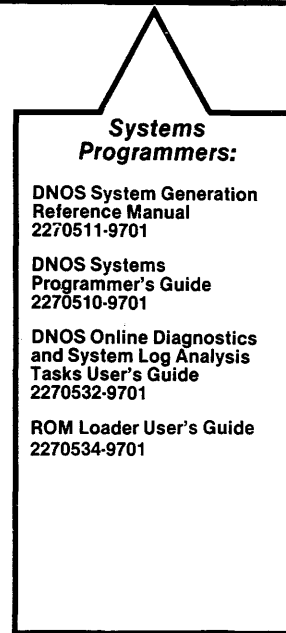 Systems
Programmers:
DNOS System Generation
Reference Manual
2270511-9701
DNOS Systems
Programmer's Guide
2270510-9701
DNOS Online Diagnostics
and System Log Analysis
Tasks User's Guide
2270532-9701
ROM Loader User's Guide
2270534-9701